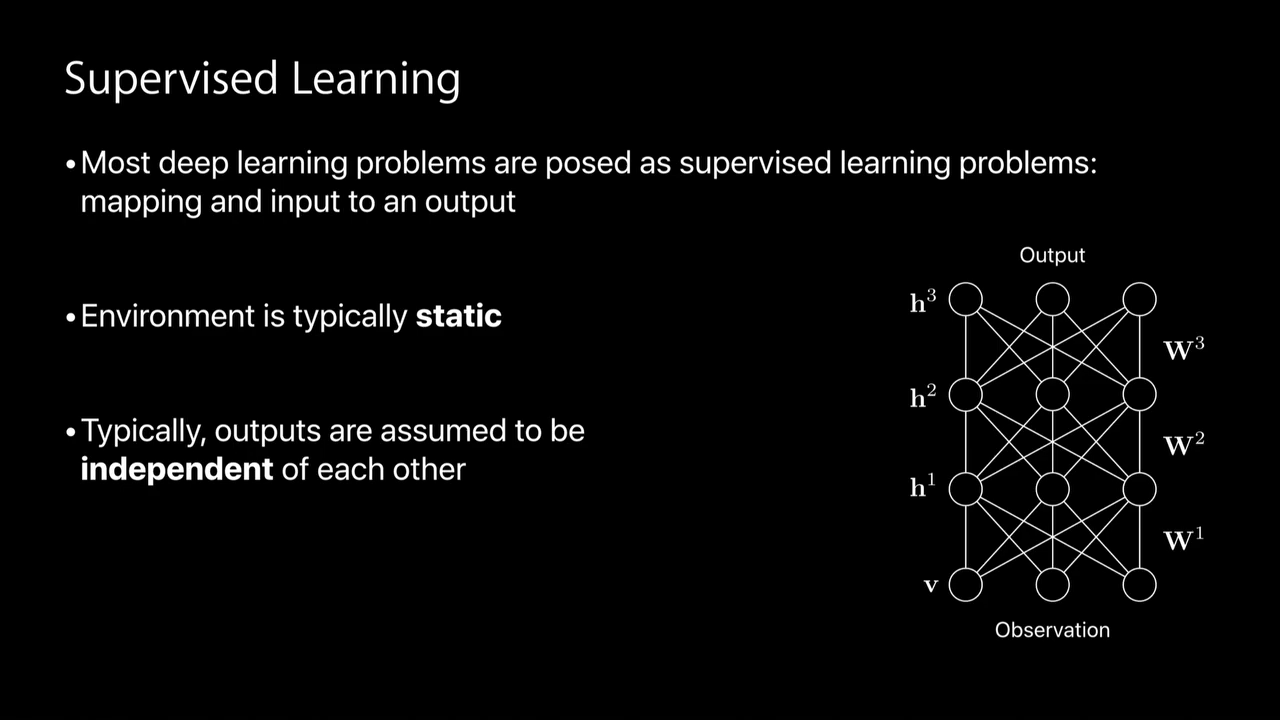 Supervised Learning
•Most deep learning problems are posed as supervised learning problems:
mapping and input to an output
•Environment is typically static
•Typically, outputs are assumed to be
independent of each other
Output
h³
W³
h²
W²
h¹
W¹
v
Observation